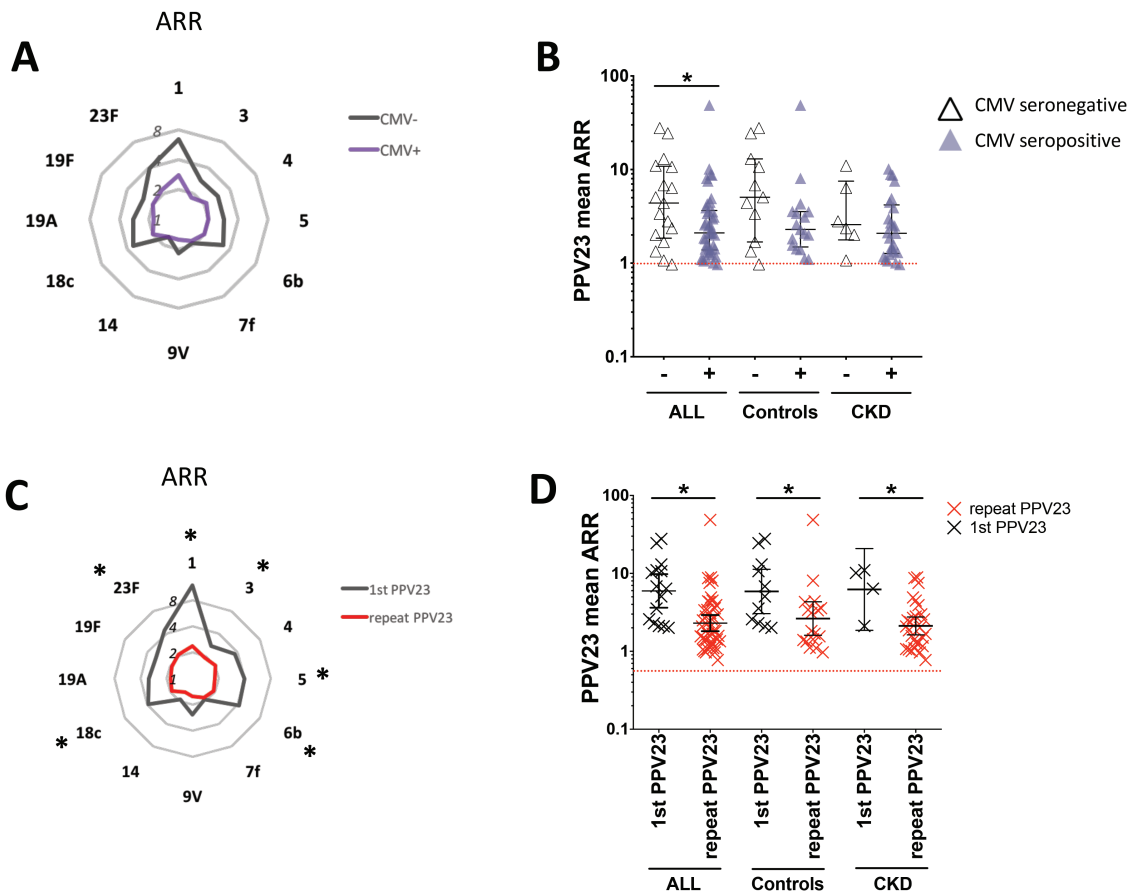 A
ARR
1
3
4
5
6b
7f
9V
14
18c
19A
19F
23F
8
4
2
1
CMV-
CMV+
B
PPV23 mean ARR
100
10
1
0.1
*
- + - + - +
ALL Controls CKD
CMV seronegative
CMV seropositive
C
ARR
*
1
*
3
4
5 *
6b
*
7f
9V
14
18c
*
19A
19F
23F
*
8
4
2
1
1st PPV23
repeat PPV23
D
PPV23 mean ARR
100
10
1
0.1
* * *
1st PPV23
repeat PPV23
1st PPV23
repeat PPV23
1st PPV23
repeat PPV23
ALL Controls CKD
repeat PPV23
1st PPV23